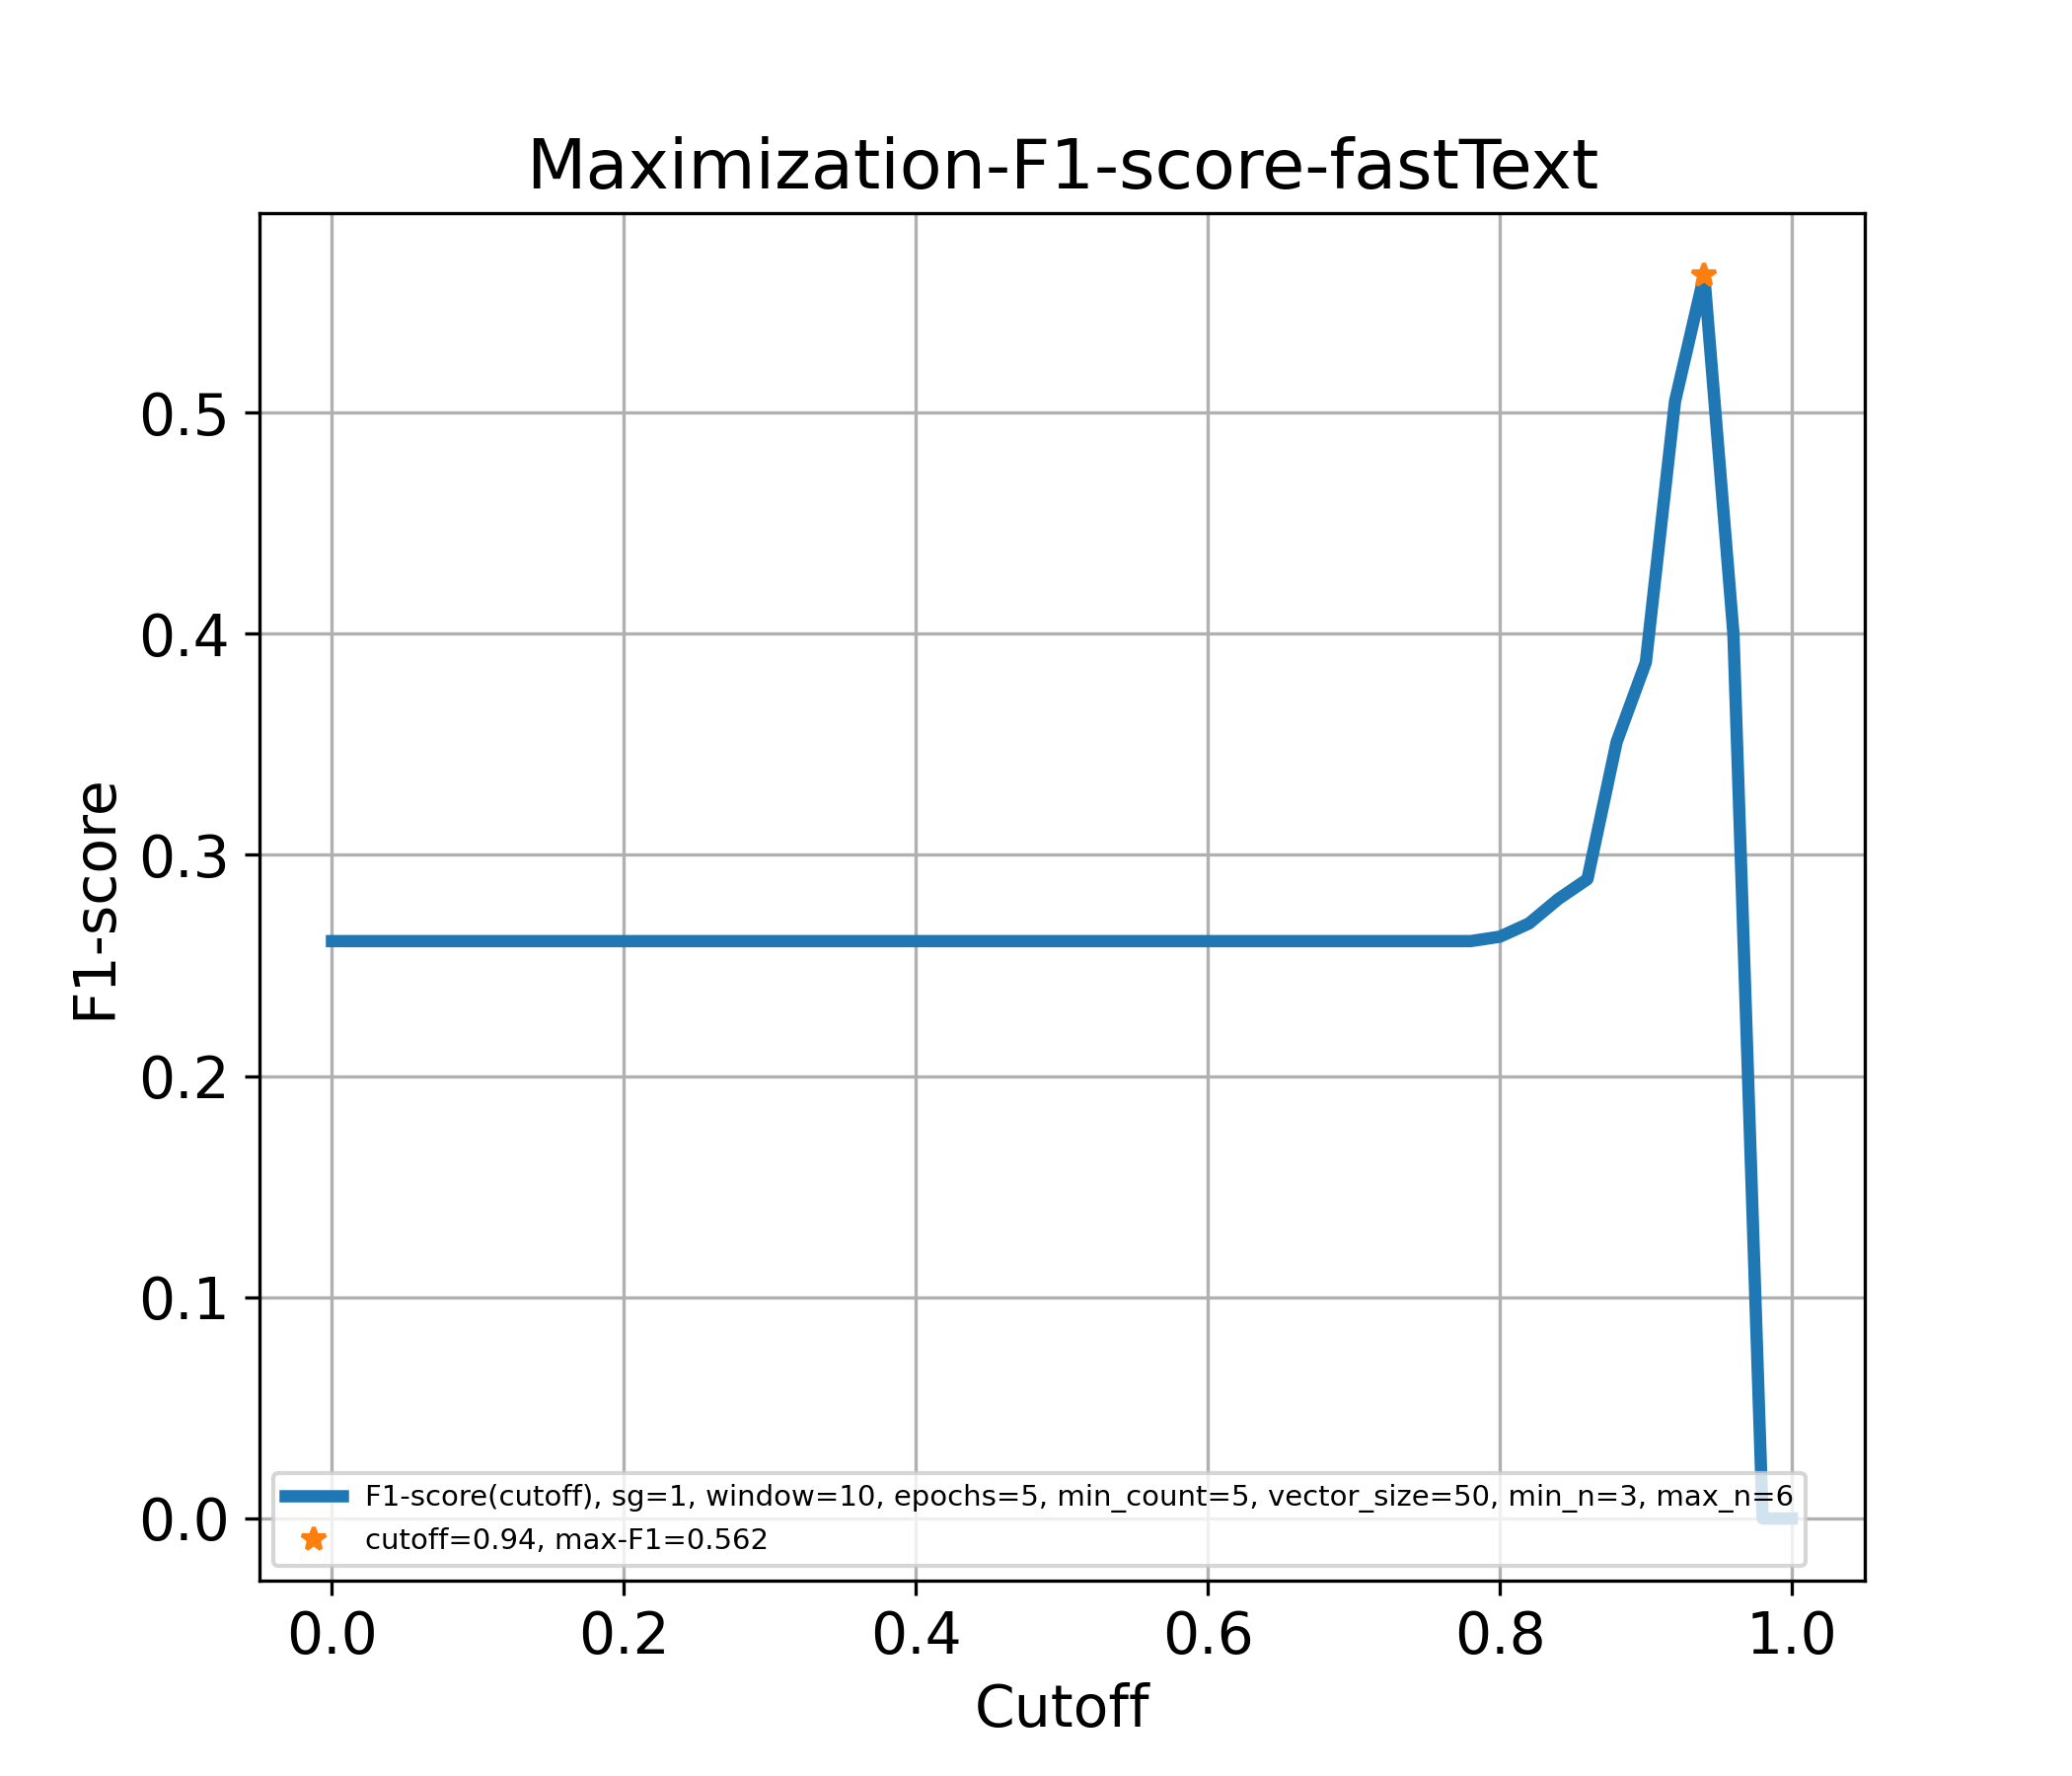 Maximization-F1-score-fastText
F1-score
0.5
0.4
0.3
0.2
0.1
0.0
F1-score(cutoff), sg=1, window=10, epochs=5, min_count=5, vector_size=50, min_n=3, max_n=6
cutoff=0.94, max-F1=0.562
0.0 0.2 0.4 0.6 0.8 1.0
Cutoff